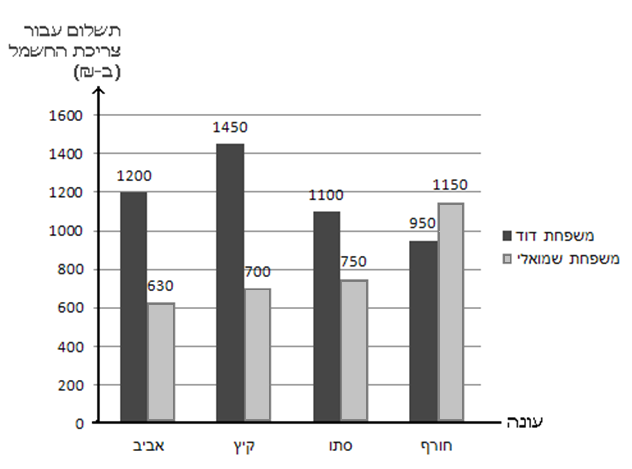 תשלום עבור
צריכת החשמל
(ב-₪)
1600
1400
1200
1000
800
600
400
200
0
1200
630
1450
700
1100
750
950
1150
אביב
קיץ
סתו
חורף
עונה
משפחת דוד
משפחת שמואלי